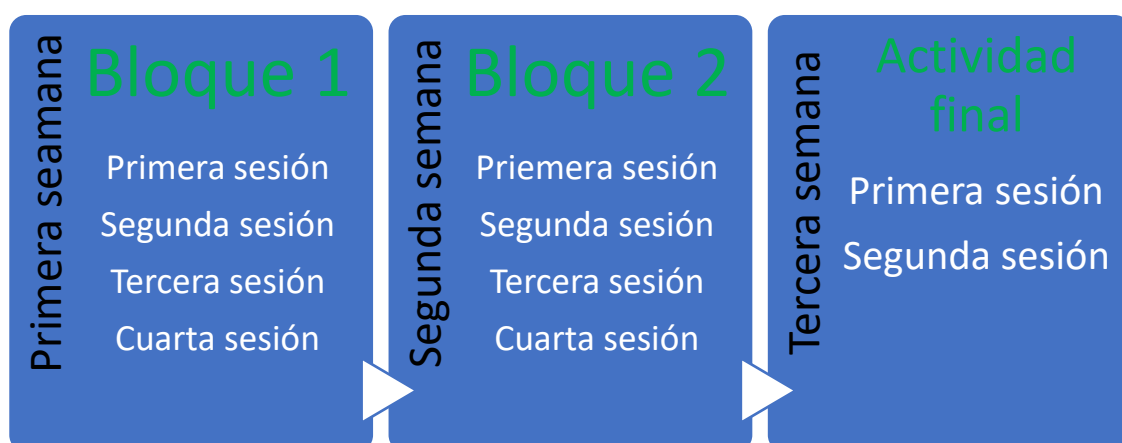 Primera seamana
Bloque 1
Primera sesión
Segunda sesión
Tercera sesión
Cuarta sesión
Segunda semana
Bloque 2
Priemera sesión
Segunda sesión
Tercera sesión
Cuarta sesión
Tercera semana
Actividad
final
Primera sesión
Segunda sesión